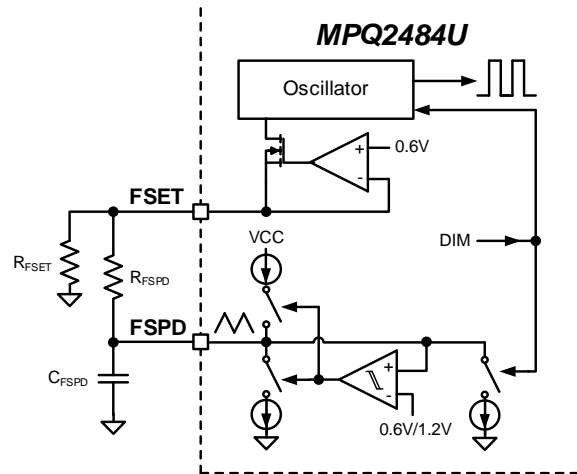 MPQ2484U
Oscillator
+
0.6V
-
FSET
DIM
VCC
RFSET
RFSPD
FSPD
+
-
CFSPD
0.6V/1.2V